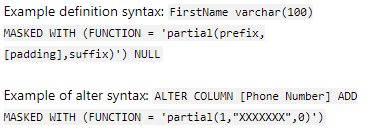 Example definition syntax: FirstName varchar(100)
MASKED WITH (FUNCTION = 'partial(prefix,
[padding],suffix)') NULL
Example of alter syntax: ALTER COLUMN [Phone Number] ADD
MASKED WITH (FUNCTION = 'partial(1,"XXXXXXX",0)')